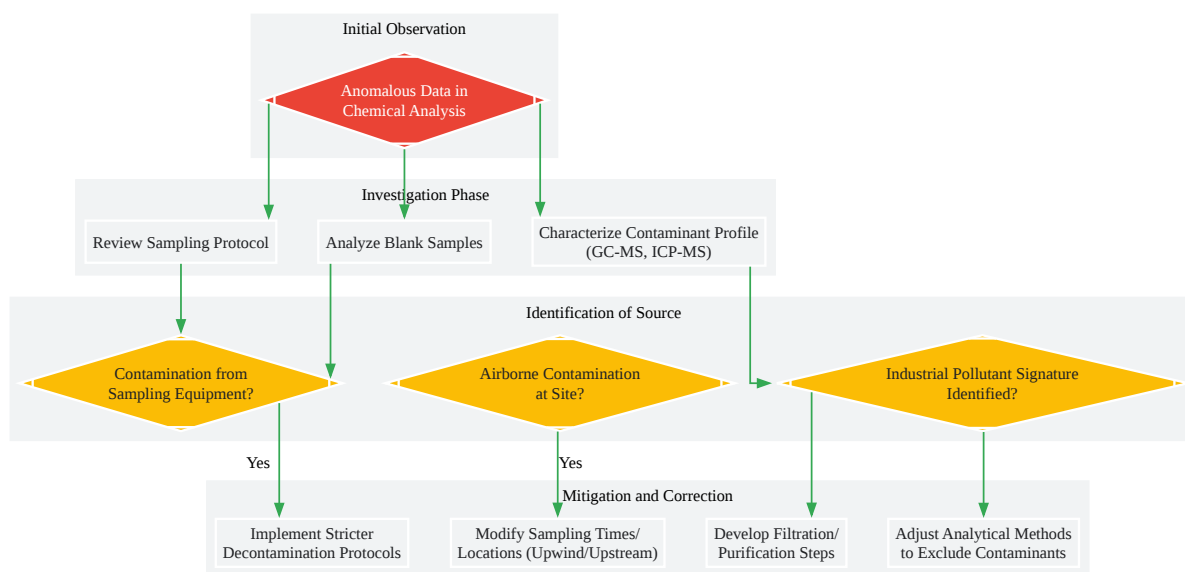 Initial Observation
Anomalous Data in
Chemical Analysis
Investigation Phase
Review Sampling Protocol
Analyze Blank Samples
Characterize Contaminant Profile
(GC-MS, ICP-MS)
Identification of Source
Contamination from
Sampling Equipment?
Airborne Contamination
at Site?
Industrial Pollutant Signature
Identified?
Yes
Yes
Mitigation and Correction
Implement Stricter
Decontamination Protocols
Modify Sampling Times/
Locations (Upwind/Upstream)
Develop Filtration/
Purification Steps
Adjust Analytical Methods
to Exclude Contaminants